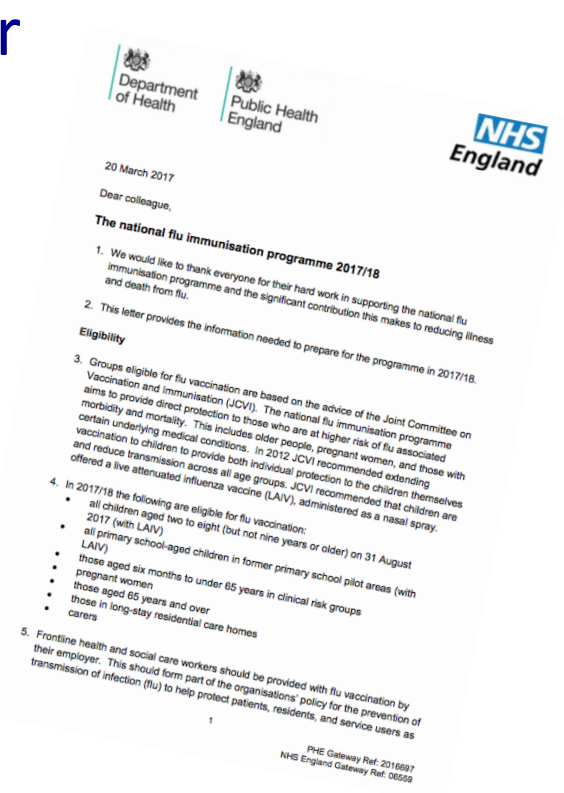 r
Department
of Health
Public Health
England
NHS
England
20 March 2017
Dear colleague,
The national flu immunisation programme 2017/18
1. We would like to thank everyone for their hard work in supporting the national flu
immunisation programme and the significant contribution this makes to reducing illness
and death from flu.
2. This letter provides the information needed to prepare for the programme in 2017/18.
Eligibility
3. Groups eligible for flu vaccination are based on the advice of the Joint Committee on
Vaccination and Immunisation (JCVI). The national flu immunisation programme
aims to provide direct protection to those who are at higher risk of flu associated
morbidity and mortality. This includes older people, pregnant women, and those with
certain underlying medical conditions. In 2012 JCVI recommended extending
vaccination to children to provide both individual protection to the children themselves
and reduce transmission across all age groups. JCVI recommended that children are
offered a live attenuated influenza vaccine (LAIV), administered as a nasal spray.
4. In 2017/18 the following are eligible for flu vaccination:
• all children aged two to eight (but not nine years or older) on 31 August
2017 (with LAIV)
• all primary school-aged children in former primary school pilot areas (with
LAIV)
• those aged six months to under 65 years in clinical risk groups
• pregnant women
• those aged 65 years and over
• those in long-stay residential care homes
• carers
5. Frontline health and social care workers should be provided with flu vaccination by
their employer. This should form part of the organisations' policy for the prevention of
transmission of infection (flu) to help protect patients, residents, and service users as
1
PHE Gateway Ref: 2016697
NHS England Gateway Ref: 06559